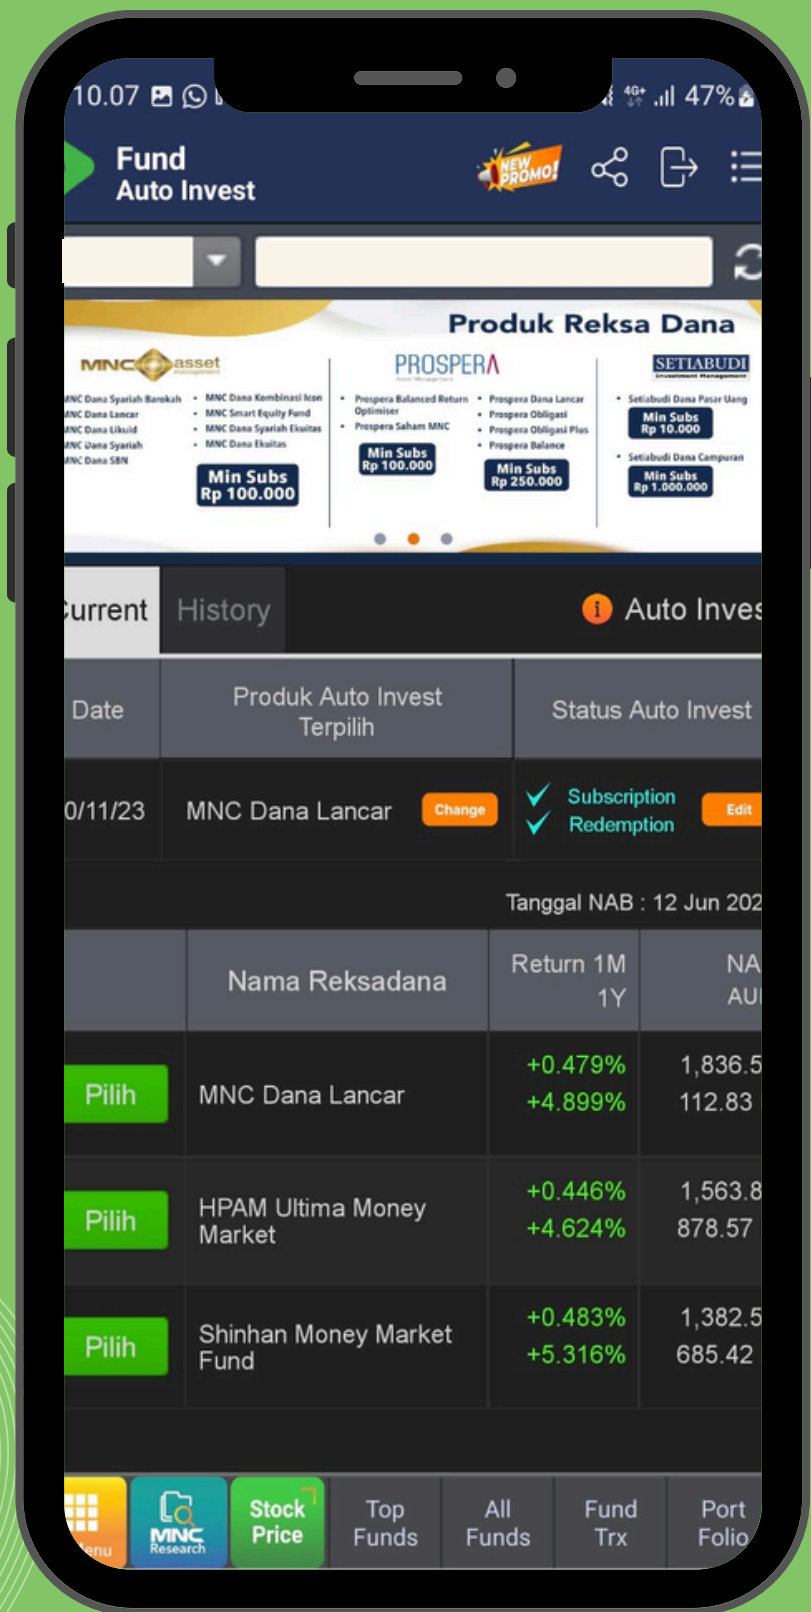 10.07 4G+ 47%
Fund
Auto Invest
NEW
PROMO!
Produk Reksa Dana
MNC asset
management
MNC Dana Syariah Barokah
MNC Dana Lancar
MNC Dana Likuid
MNC Dana Syariah
MNC Dana SBN
• MNC Dana Kombinasi Icon
• MNC Smart Equity Fund
• MNC Dana Syariah Ekuitas
• MNC Dana Ekuitas
Min Subs
Rp 100.000
PROSPERA
Asset Management
• Prospera Balanced Return
Optimiser
• Prospera Saham MNC
Min Subs
Rp 100.000
• Prospera Dana Lancar
• Prospera Obligasi
• Prospera Obligasi Plus
• Prospera Balance
Min Subs
Rp 250.000
SETIABUDI
Investment Management
• Setiabudi Dana Pasar Uang
Min Subs
Rp 10.000
• Setiabudi Dana Campuran
Min Subs
Rp 1.000.000
urrent History Auto Inves
Date Produk Auto Invest
Terpilih Status Auto Invest
0/11/23 MNC Dana Lancar Change
Subscription
Redemption
Edit
Tanggal NAB : 12 Jun 202
Nama Reksadana
Return 1M
1Y
NA
AU
Pilih MNC Dana Lancar
+0.479% 1,836.5
+4.899% 112.83
Pilih HPAM Ultima Money
Market
+0.446% 1,563.8
+4.624% 878.57
Pilih Shinhan Money Market
Fund
+0.483% 1,382.5
+5.316% 685.42
enu
MNC
Research
Stock
Price
Top
Funds
All
Funds
Fund
Trx
Port
Folio